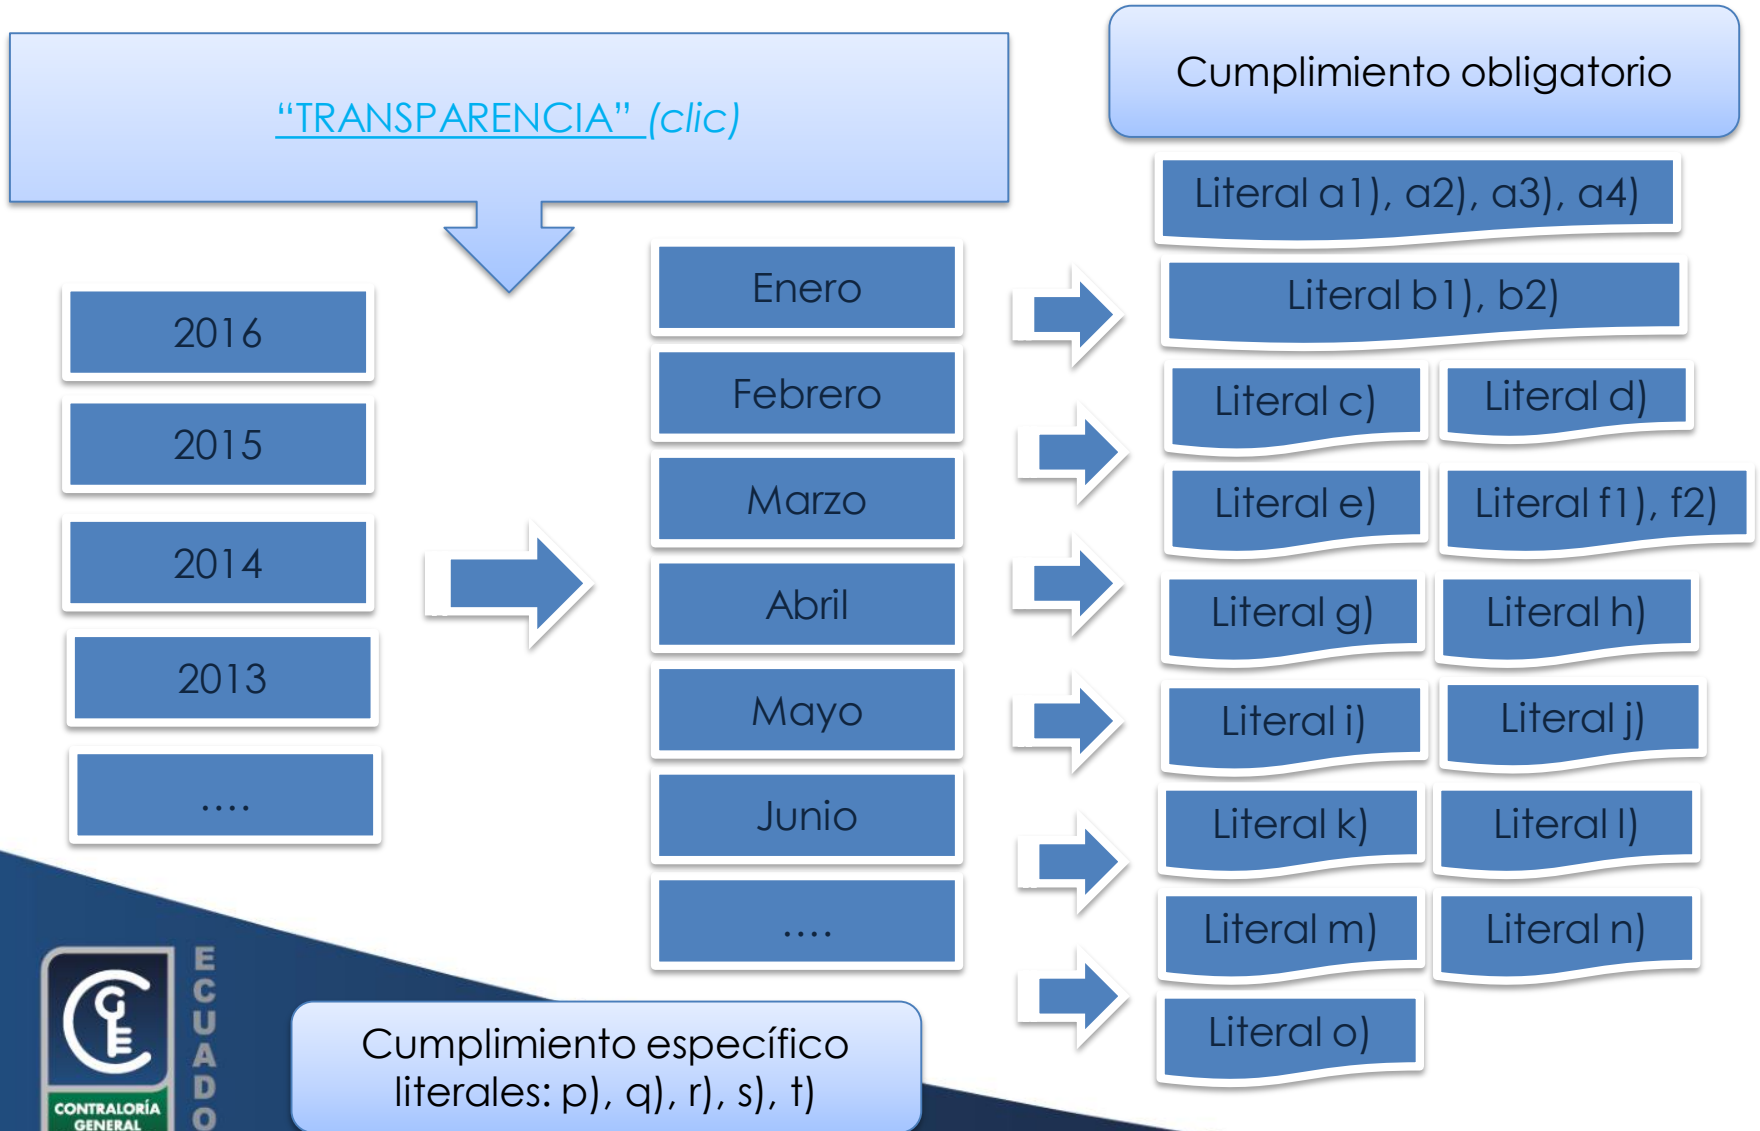 “TRANSPARENCIA” (clic)
2016
2015
2014
2013
....
Enero
Febrero
Marzo
Abril
Mayo
Junio
....
Cumplimiento obligatorio
Literal a1), a2), a3), a4)
Literal b1), b2)
Literal c)
Literal d)
Literal e)
Literal f1), f2)
Literal g)
Literal h)
Literal i)
Literal j)
Literal k)
Literal l)
Literal m)
Literal n)
Literal o)
Cumplimiento específico
literales: p), q), r), s), t)
CGE
CONTRALORÍA
GENERAL
ECUADO